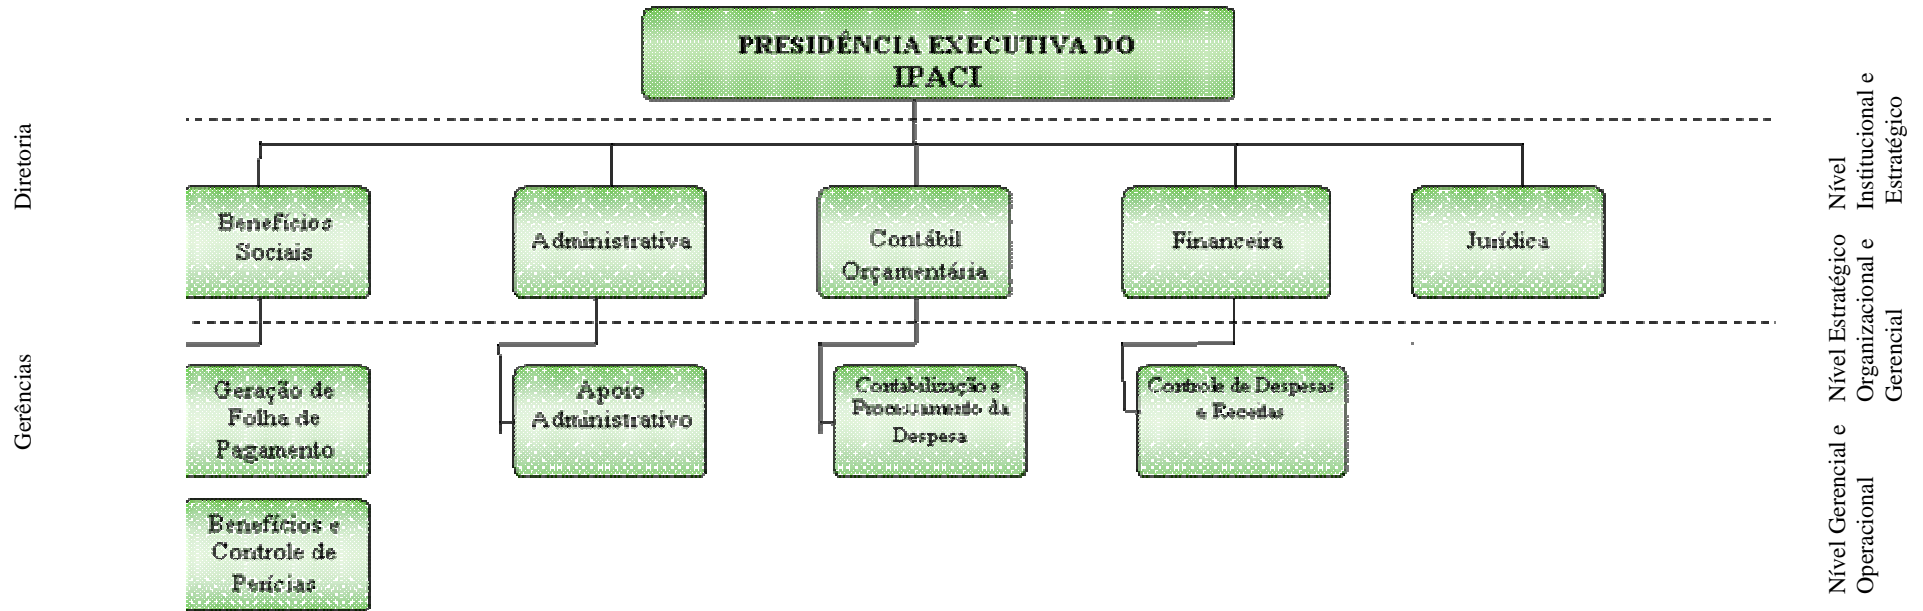 PRESIDÊNCIA EXECUTIVA DO
IPACI
Diretoria
Nível
Institucional e
Estratégico
Benefícios
Sociais
Administrativa
Contábil
Orçamentária
Financeira
Jurídica
Nível Estratégico
Organizacional e
Gerencial
Gerências
Geração de
Folha de
Pagamento
Apoio
Administrativo
Contabilização e
Processamento da
Despesa
Controle de Despesas
e Receitas
Nível Gerencial e
Operacional
Benefícios e
Controle de
Perícias